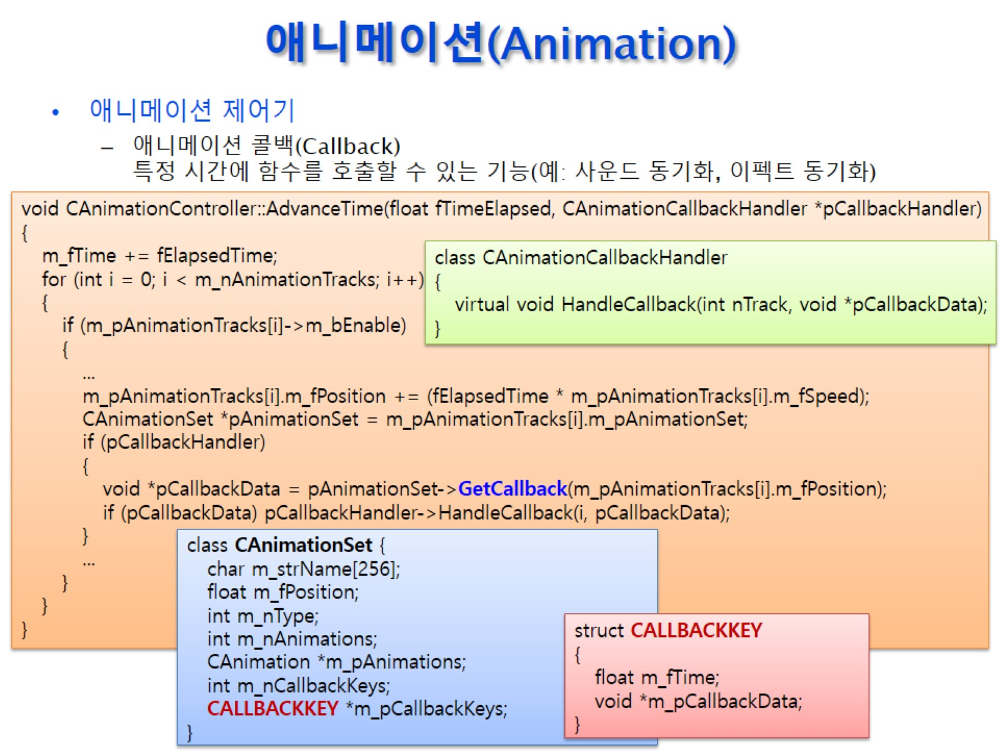 애니메이션(Animation)
• 애니메이션 제어기
– 애니메이션 콜백(Callback)
특정 시간에 함수를 호출할 수 있는 기능(예: 사운드 동기화, 이펙트 동기화)
void CAnimationController::AdvanceTime(float fTimeElapsed, CAnimationCallbackHandler *pCallbackHandler)
{
m_fTime += fElapsedTime;
for (int i = 0; i < m_nAnimationTracks; i++)
{
if (m_pAnimationTracks[i]->m_bEnable)
{
...
m_pAnimationTracks[i].m_fPosition += (fElapsedTime * m_pAnimationTracks[i].m_fSpeed);
CAnimationSet *pAnimationSet = m_pAnimationTracks[i].m_pAnimationSet;
if (pCallbackHandler)
{
void *pCallbackData = pAnimationSet->GetCallback(m_pAnimationTracks[i].m_fPosition);
if (pCallbackData) pCallbackHandler->HandleCallback(i, pCallbackData);
}
...
}
}
}
class CAnimationCallbackHandler
{
virtual void HandleCallback(int nTrack, void *pCallbackData);
}
class CAnimationSet {
char m_strName[256];
float m_fPosition;
int m_nType;
int m_nAnimations;
CAnimation *m_pAnimations;
int m_nCallbackKeys;
CALLBACKKEY *m_pCallbackKeys;
}
struct CALLBACKKEY
{
float m_fTime;
void *m_pCallbackData;
}